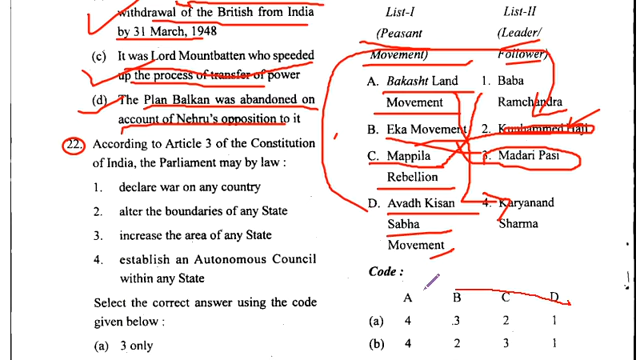 withdrawal of the British from India
by 31 March, 1948
(c) It was Lord Mountbatten who speeded
up the process of transfer of power
(d) The Plan Balkan was abandoned on
account of Nehru's opposition to it
22. According to Article 3 of the Constitution
of India, the Parliament may by law :
1. declare war on any country
2. alter the boundaries of any State
3. increase the area of any State
4. establish an Autonomous Council
within any State
Select the correct answer using the code
given below :
(a) 3 only
List-I List-II
(Peasant (Leader/
Movement) Follower)
A. Bakasht Land 1. Baba
Movement Ramchandra
B. Eka Movement 2. Kunhammed Haji
C. Mappila 3. Madari Pasi
Rebellion
D. Avadh Kisan 4. Karyanand
Sabha Sharma
Movement
Code :
A B C D
(a) 4 3 2 1
(b) 4 2 3 1